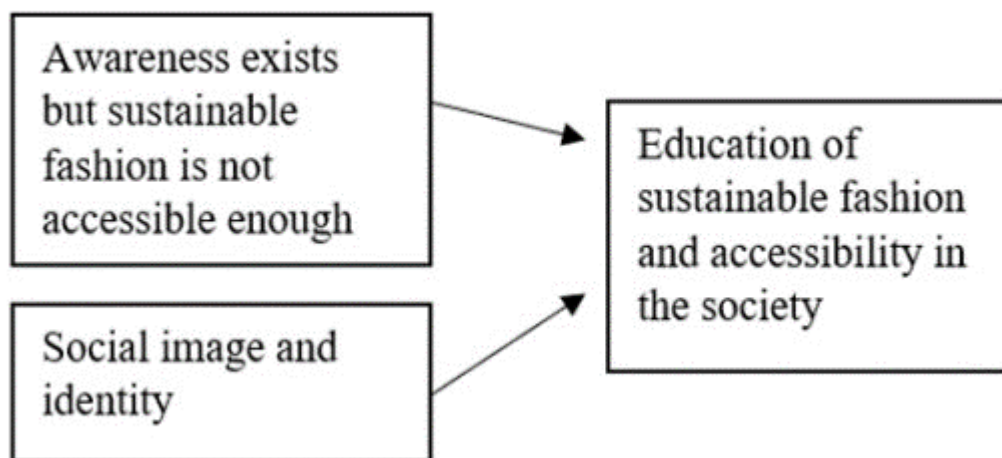 Awareness exists
but sustainable
fashion is not
accessible enough
Social image and
identity
Education of
sustainable fashion
and accessibility in
the society